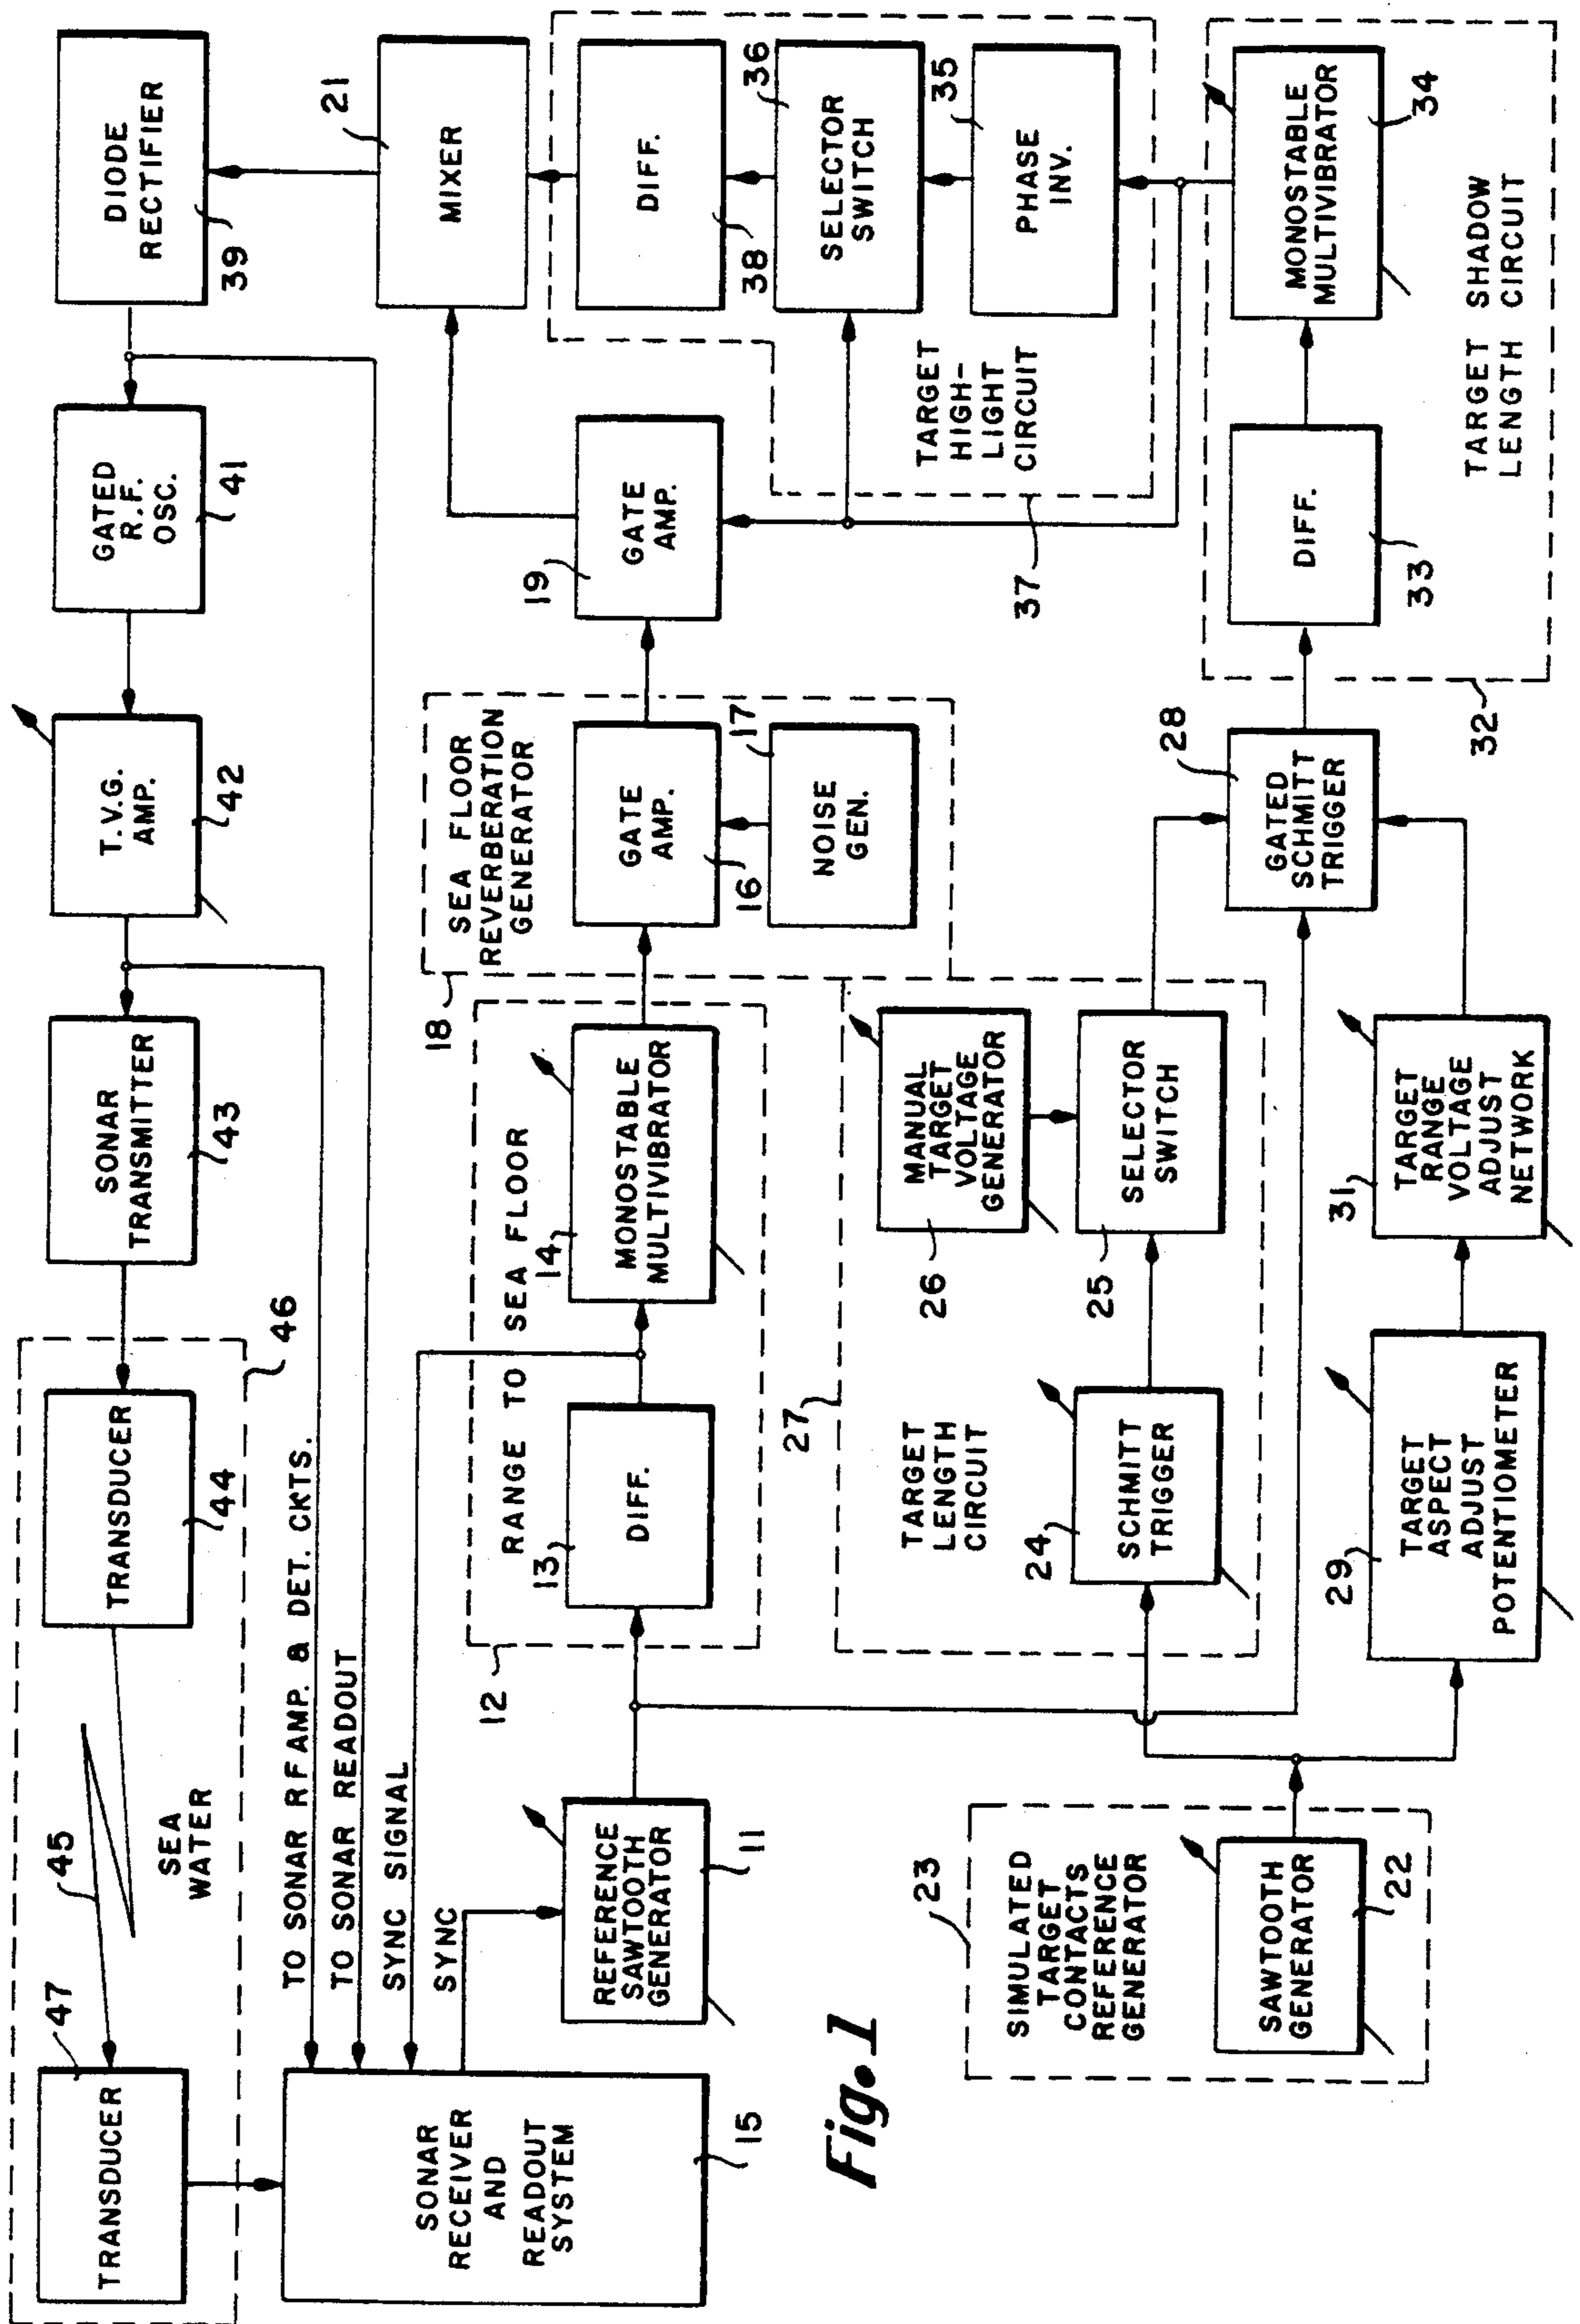 TRANSDUCER
47
45
SEA
WATER
TRANSDUCER
44
46
SONAR
TRANSMITTER
43
T.V.G.
AMP.
42
GATED
R.F.
OSC.
41
DIODE
RECTIFIER
39
TO SONAR RF AMP. & DET. CKTS.
TO SONAR READOUT
SYNC SIGNAL
SYNC
SONAR
RECEIVER
AND
READOUT
SYSTEM
15
REFERENCE
SAWTOOTH
GENERATOR
11
12
RANGE TO SEA FLOOR
13
DIFF.
14
MONOSTABLE
MULTIVIBRATOR
18
SEA FLOOR
REVERBERATION
GENERATOR
GATE
AMP.
16
17
NOISE
GEN.
19
GATE
AMP.
21
MIXER
DIFF.
38
36
SELECTOR
SWITCH
35
PHASE
INV.
TARGET
HIGH-
LIGHT
CIRCUIT
37
Fig.1
23
SIMULATED
TARGET
CONTACTS
REFERENCE
GENERATOR
SAWTOOTH
GENERATOR
22
27
TARGET
LENGTH
CIRCUIT
24
SCHMITT
TRIGGER
MANUAL
TARGET
VOLTAGE
GENERATOR
26
SELECTOR
SWITCH
25
29
TARGET
ASPECT
ADJUST
POTENTIOMETER
31
TARGET
RANGE
VOLTAGE
ADJUST
NETWORK
28
GATED
SCHMITT
TRIGGER
32
DIFF.
33
MONOSTABLE
MULTIVIBRATOR
34
TARGET SHADOW
LENGTH CIRCUIT